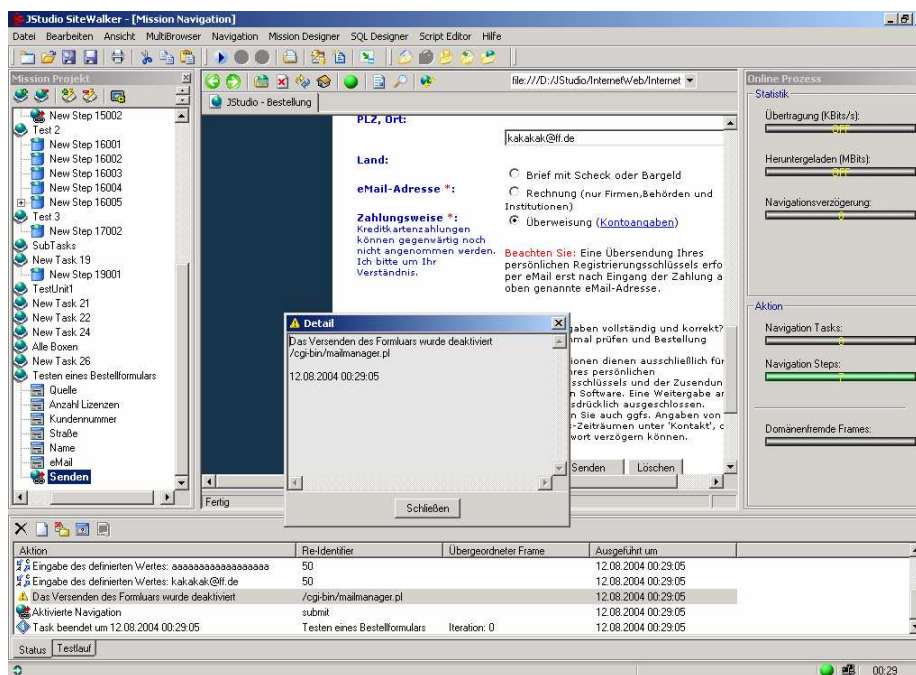 JStudio SiteWalker - [Mission Navigation]
Datei Bearbeiten Ansicht MultiBrowser Navigation Mission Designer SQL Designer Script Editor Hilfe
Mission Projekt
New Step 15002
Test 2
New Step 16001
New Step 16002
New Step 16003
New Step 16004
New Step 16005
Test 3
New Step 17002
SubTasks
New Task 19
New Step 19001
TestUnit1
New Task 21
New Task 22
New Task 24
Alle Boxen
New Task 26
Testen eines Bestellformulars
Quelle
Anzahl Lizenzen
Kundennummer
Straße
Name
eMail
Senden
file:///D:/JStudio/InternetWeb/Internet
JStudio - Bestellung
PLZ, Ort:
kakakak@ff.de
Land:
Brief mit Scheck oder Bargeld
eMail-Adresse *:
Rechnung (nur Firmen,Behörden und
Institutionen)
Zahlungsweise *:
Überweisung (Kontoangaben)
Kreditkartenzahlungen
können gegenwärtig noch
nicht angenommen werden.
Ich bitte um Ihr
Verständnis.
Beachten Sie: Eine Übersendung Ihres
persönlichen Registrierungsschlüssels erfo
per eMail erst nach Eingang der Zahlung a
oben genannte eMail-Adresse.
aben vollständig und korrekt?
mal prüfen und Bestellung
ionen dienen ausschließlich für
res persönlichen
sschlüssels und der Zusendun
n Software. Eine Weitergabe ar
sdrücklich ausgeschlossen.
n Sie auch ggfs. Angaben von
-Zeiträumen unter 'Kontakt', d
wort verzögern können.
Senden Löschen
Fertig
Detail
Das Versenden des Formluars wurde deaktiviert
/cgi-bin/mailmanager.pl
12.08.2004 00:29:05
Schließen
Online Prozess
Statistik
Übertragung (KBits/s):
OFF
Heruntergeladen (MBits):
OFF
Navigationsverzögerung:
0
Aktion
Navigation Tasks:
0
Navigation Steps:
7
Domänenfremde Frames:
Aktion Re-Identifier Übergeordneter Frame Ausgeführt um
Eingabe des definierten Wertes: aaaaaaaaaaaaaaaaaa 50 12.08.2004 00:29:05
Eingabe des definierten Wertes: kakakak@ff.de 50 12.08.2004 00:29:05
Das Versenden des Formluars wurde deaktiviert /cgi-bin/mailmanager.pl 12.08.2004 00:29:05
Aktivierte Navigation submit 12.08.2004 00:29:05
Task beendet um 12.08.2004 00:29:05 Testen eines Bestellformulars Iteration: 0 12.08.2004 00:29:05
Status Testlauf
00:29